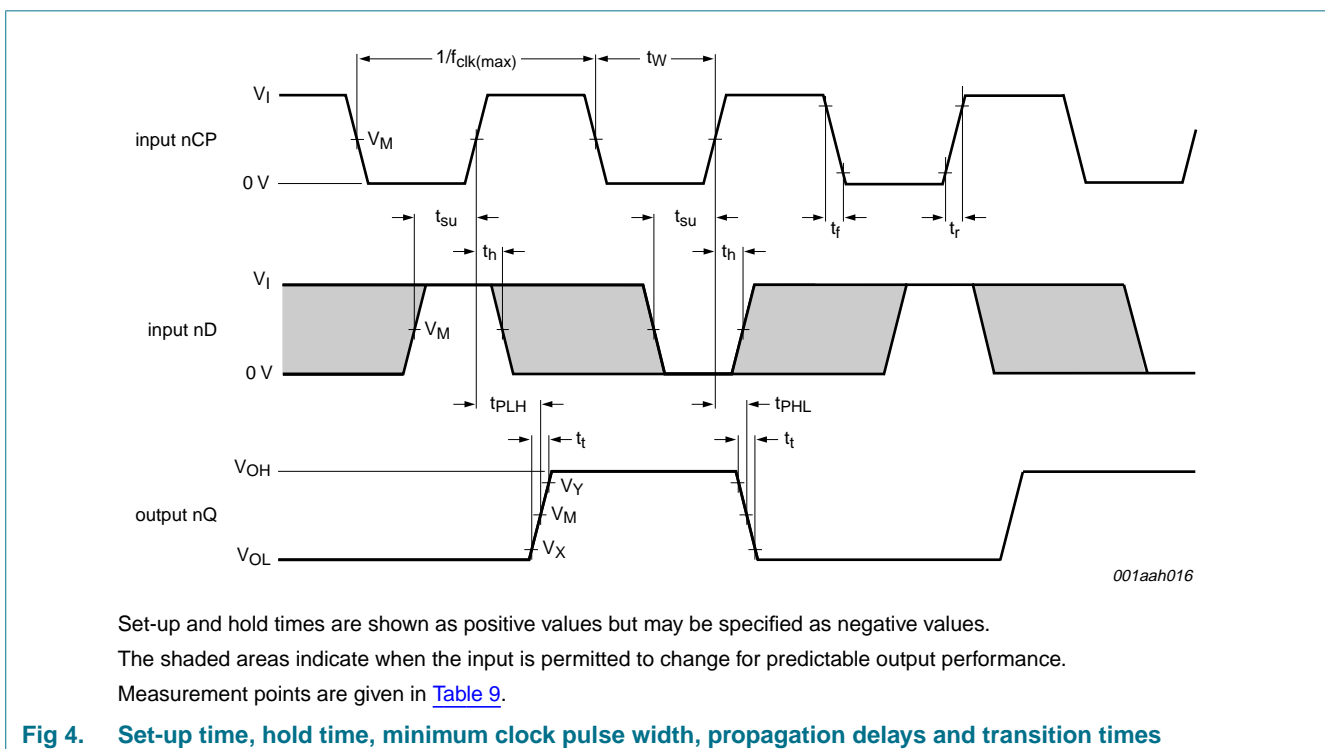 1/fclk(max)
tW
VI
input nCP
VM
0 V
tsu
tsu
tf
tr
th
th
VI
input nD
VM
0 V
tPLH
tPHL
tt
tt
VOH
VY
output nQ
VM
VX
VOL
001aah016
Set-up and hold times are shown as positive values but may be specified as negative values.
The shaded areas indicate when the input is permitted to change for predictable output performance.
Measurement points are given in Table 9.
Fig 4. Set-up time, hold time, minimum clock pulse width, propagation delays and transition times